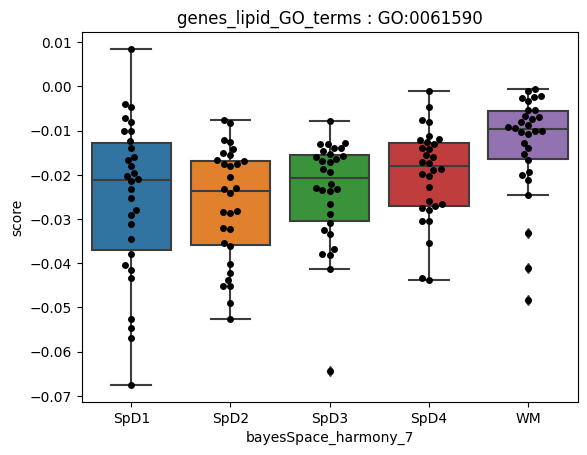 genes_lipid_GO_terms : GO:0061590
0.01
0.00
−0.01
−0.02
−0.03
−0.04
−0.05
−0.06
−0.07
score
SpD1 SpD2 SpD3 SpD4 WM
bayesSpace_harmony_7